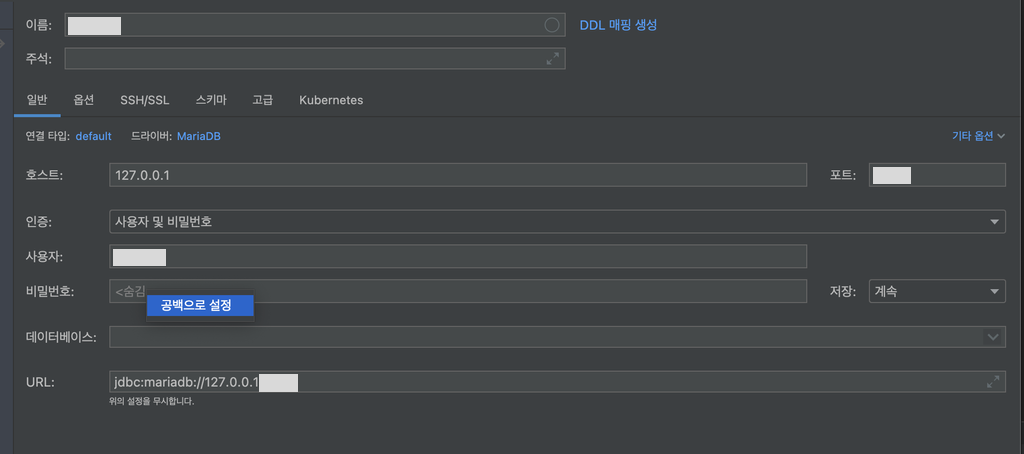 이름: DDL 매핑 생성
주석:
일반 옵션 SSH/SSL 스키마 고급 Kubernetes
연결 타입: default 드라이버: MariaDB 기타 옵션
호스트: 127.0.0.1 포트:
인증: 사용자 및 비밀번호
사용자:
비밀번호: <숨김 저장: 계속
공백으로 설정
데이터베이스:
URL: jdbc:mariadb://127.0.0.1
위의 설정을 무시합니다.